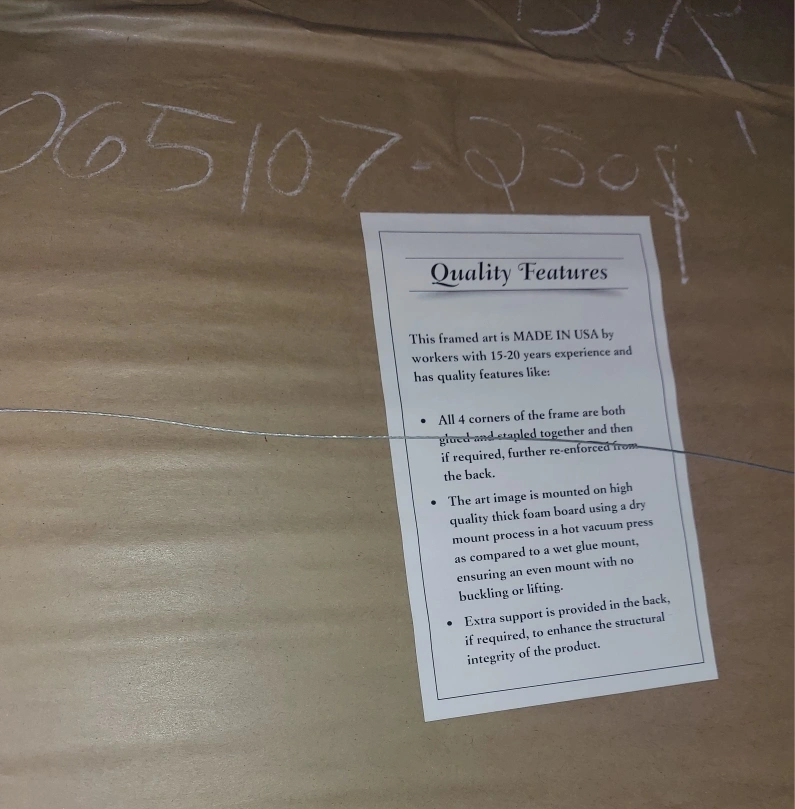 065107-Q30
Quality Features
This framed art is MADE IN USA by
workers with 15-20 years experience and
has quality features like:
• All 4 corners of the frame are both
glued and stapled together and then
if required, further re-enforced from
the back.
• The art image is mounted on high
quality thick foam board using a dry
mount process in a hot vacuum press
as compared to a wet glue mount,
ensuring an even mount with no
buckling or lifting.
• Extra support is provided in the back,
if required, to enhance the structural
integrity of the product.